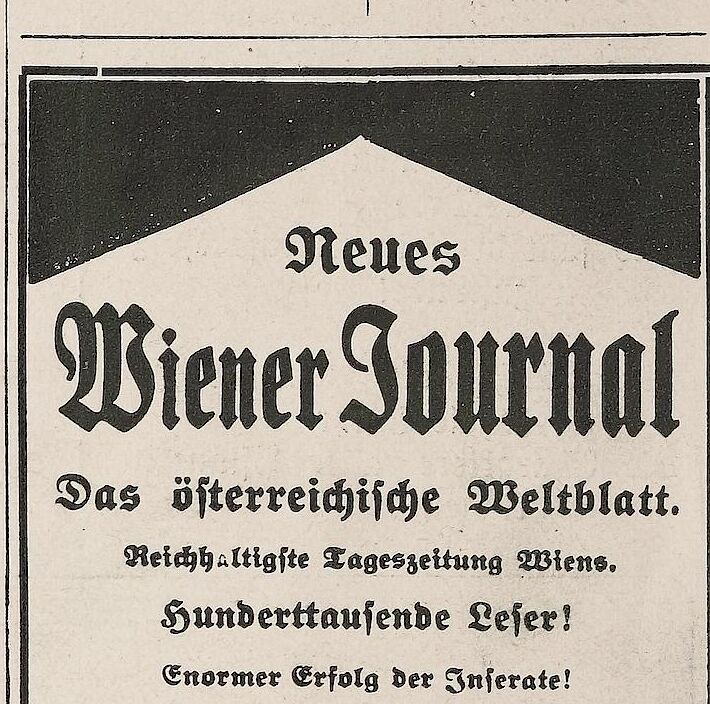 Neues
Wiener Journal
Das österreichische Weltblatt.
Reichhaltigste Tageszeitung Wiens.
Hunderttausende Leser!
Enormer Erfolg der Inserate!